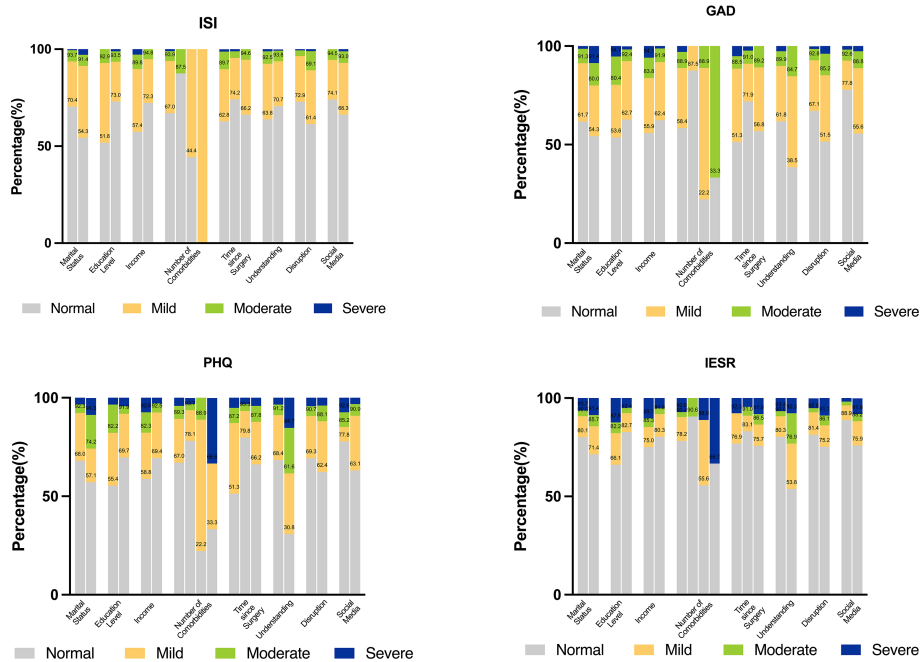 ISI
Percentage(%)
100
50
0
93.7 91.4 92.9 93.5 89.8 94.8 93.9 87.5 89.7 94.6 92.5 93.8 89.1 94.5 93.0
70.4 54.3 51.8 73.0 57.4 72.3 67.0 44.4 62.8 74.2 66.2 63.8 70.7 72.9 61.4 74.1 66.3
Marital Status
Education Level
Income
Number of Comorbidities
Time since Surgery
Understanding
Disruption
Social Media
Normal Mild Moderate Severe
GAD
Percentage(%)
100
50
0
91.3 80.0 80.4 92.4 83.8 91.9 88.9 87.5 88.9 33.3 88.5 91.0 89.2 89.9 84.7 92.8 85.2 92.6 88.8
61.7 54.3 53.6 62.7 55.9 62.4 58.4 22.2 51.3 71.9 56.8 61.8 38.5 67.1 51.5 77.8 55.6
Marital Status
Education Level
Income
Number of Comorbidities
Time since Surgery
Understanding
Disruption
Social Media
Normal Mild Moderate Severe
PHQ
Percentage(%)
100
50
0
74.2 82.2 82.3 89.3 88.9 87.2 87.8 91.2 61.6 90.7 88.1 85.2 90.9
68.0 57.1 55.4 69.7 58.8 69.4 67.0 78.1 22.2 33.3 51.3 79.8 66.2 68.4 30.8 69.3 62.4 77.8 63.1
Marital Status
Education Level
Income
Number of Comorbidities
Time since Surgery
Understanding
Disruption
Social Media
Normal Mild Moderate Severe
IESR
Percentage(%)
100
50
0
85.7 82.2 83.3 90.6 91.0 86.5 76.9 86.1 88.9 88.2
80.1 71.4 66.1 82.7 75.0 80.3 78.2 55.6 76.9 83.1 75.7 80.3 53.8 81.4 75.2 75.9
Marital Status
Education Level
Income
Number of Comorbidities
Time since Surgery
Understanding
Disruption
Social Media
Normal Mild Moderate Severe